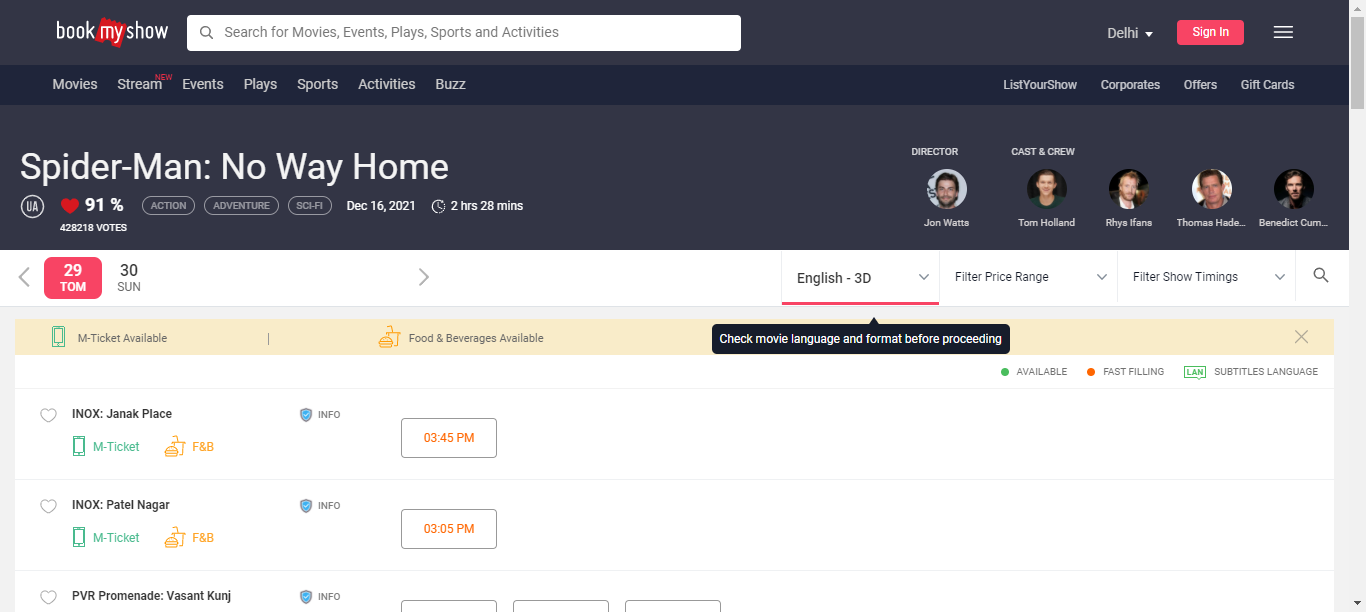 bookmyshow
Search for Movies, Events, Plays, Sports and Activities
Delhi
Sign In
Movies
Stream
NEW
Events
Plays
Sports
Activities
Buzz
ListYourShow
Corporates
Offers
Gift Cards
Spider-Man: No Way Home
UA
91 %
428218 VOTES
ACTION
ADVENTURE
SCI-FI
Dec 16, 2021
2 hrs 28 mins
DIRECTOR
Jon Watts
CAST & CREW
Tom Holland
Rhys Ifans
Thomas Hade...
Benedict Cum...
29
TOM
30
SUN
English - 3D
Filter Price Range
Filter Show Timings
M-Ticket Available
|
Food & Beverages Available
Check movie language and format before proceeding
AVAILABLE
FAST FILLING
LAN
SUBTITLES LANGUAGE
INOX: Janak Place
INFO
M-Ticket
F&B
03:45 PM
INOX: Patel Nagar
INFO
M-Ticket
F&B
03:05 PM
PVR Promenade: Vasant Kunj
INFO